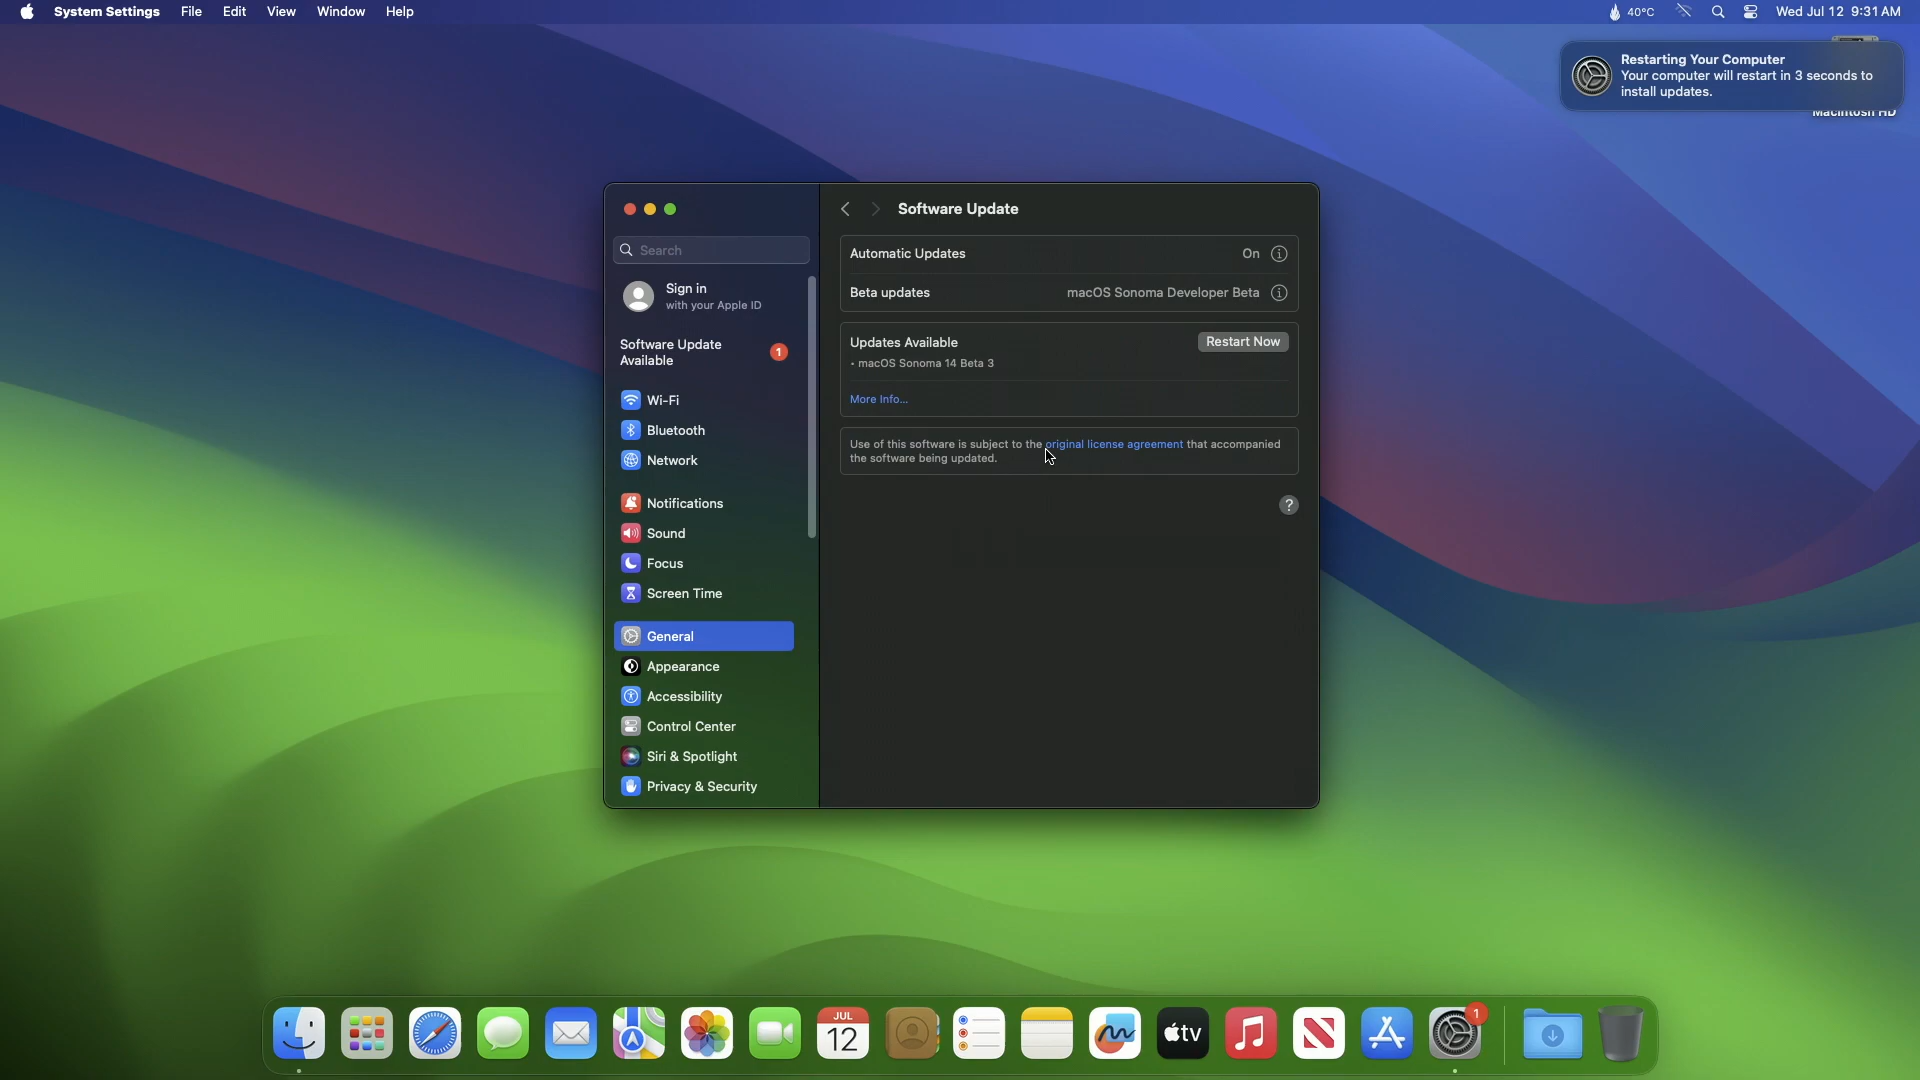 System Settings File Edit View Window Help
40°C Wed Jul 12 9:31 AM
Restarting Your Computer
Your computer will restart in 3 seconds to
install updates.
Macintosh HD
Search
Sign in
with your Apple ID
Software Update
Available
1
Wi-Fi
Bluetooth
Network
Notifications
Sound
Focus
Screen Time
General
Appearance
Accessibility
Control Center
Siri & Spotlight
Privacy & Security
Software Update
Automatic Updates On
Beta updates macOS Sonoma Developer Beta
Updates Available Restart Now
• macOS Sonoma 14 Beta 3
More Info...
Use of this software is subject to the original license agreement that accompanied
the software being updated.
?
JUL
12
tv
1